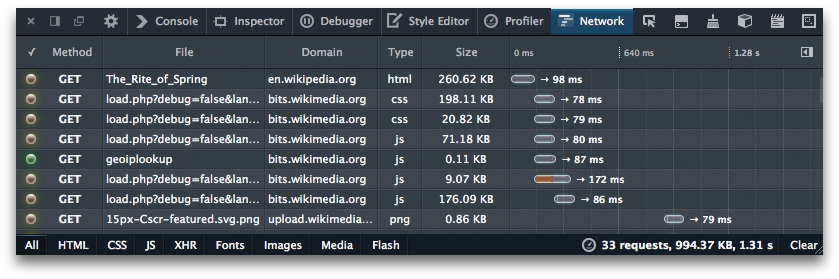 Console Inspector Debugger Style Editor Profiler Network
✓ Method File Domain Type Size 0 ms 640 ms 1.28 s
GET The_Rite_of_Spring en.wikipedia.org html 260.62 KB → 98 ms
GET load.php?debug=false&lan... bits.wikimedia.org css 198.11 KB → 78 ms
GET load.php?debug=false&lan... bits.wikimedia.org css 20.82 KB → 79 ms
GET load.php?debug=false&lan... bits.wikimedia.org js 71.18 KB → 80 ms
GET geoiplookup bits.wikimedia.org js 0.11 KB → 87 ms
GET load.php?debug=false&lan... bits.wikimedia.org js 9.07 KB → 172 ms
GET load.php?debug=false&lan... bits.wikimedia.org js 176.09 KB → 86 ms
GET 15px-Cscr-featured.svg.png upload.wikimedia... png 0.86 KB → 79 ms
All HTML CSS JS XHR Fonts Images Media Flash 33 requests, 994.37 KB, 1.31 s Clear